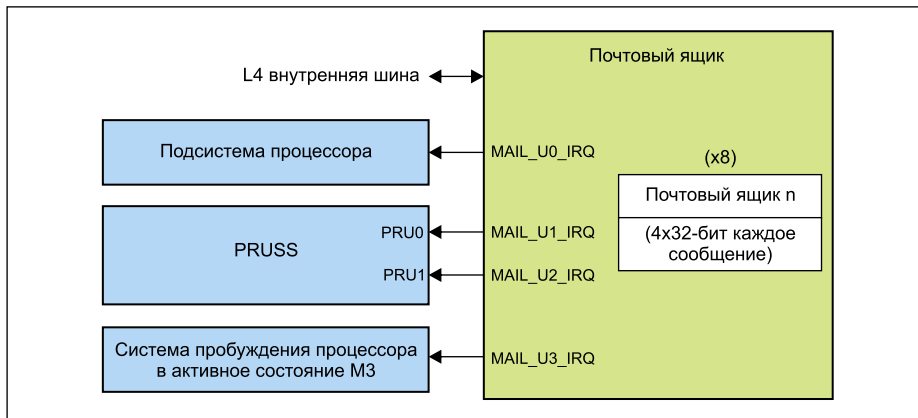 Почтовый ящик
L4 внутренняя шина
Подсистема процессора
MAIL_U0_IRQ
(x8)
Почтовый ящик n
(4x32-бит каждое
сообщение)
PRUSS
PRU0
MAIL_U1_IRQ
PRU1
MAIL_U2_IRQ
Система пробуждения процессора
в активное состояние M3
MAIL_U3_IRQ